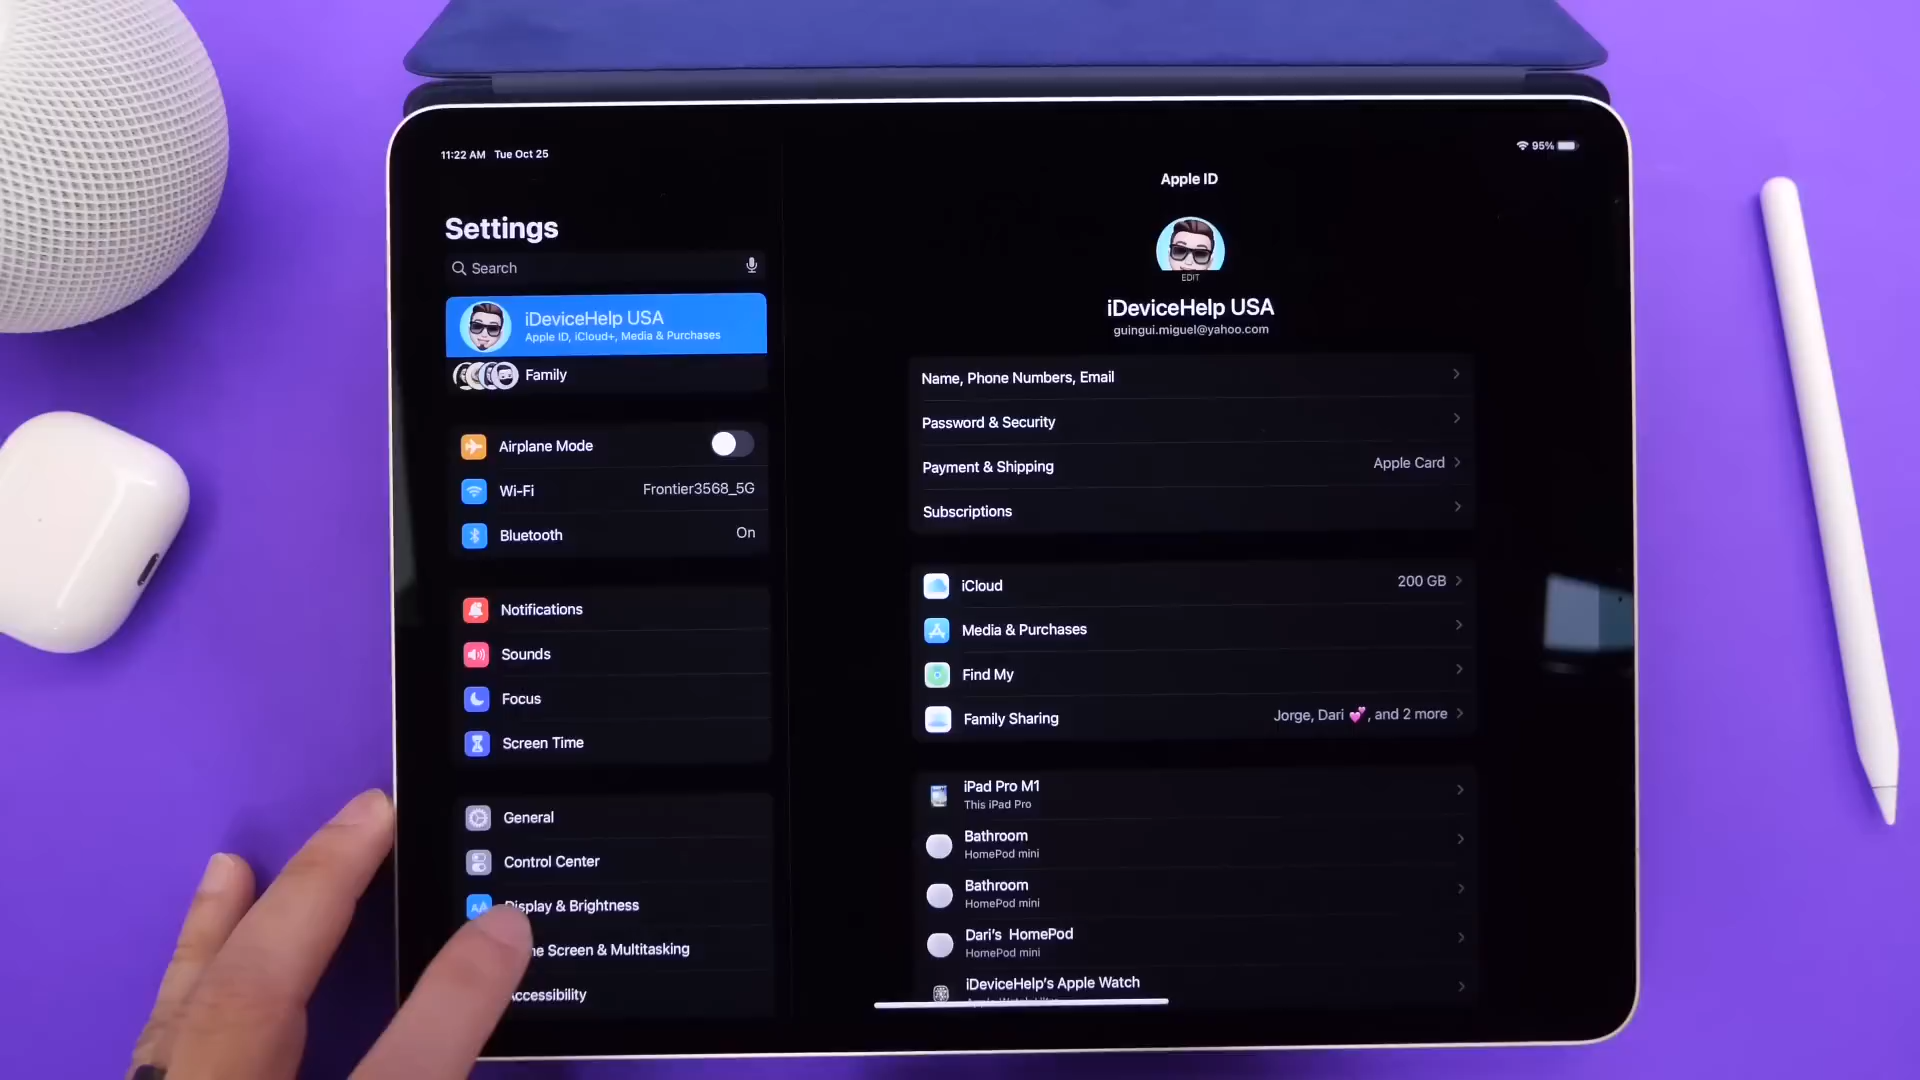 11:22 AM Tue Oct 25
95%
Settings
Search
iDeviceHelp USA
Apple ID, iCloud+, Media & Purchases
Family
Airplane Mode
Wi-Fi Frontier3568_5G
Bluetooth On
Notifications
Sounds
Focus
Screen Time
General
Control Center
AA Display & Brightness
Screen & Multitasking
Accessibility
Apple ID
EDIT
iDeviceHelp USA
guingui.miguel@yahoo.com
Name, Phone Numbers, Email
Password & Security
Payment & Shipping Apple Card
Subscriptions
iCloud 200 GB
Media & Purchases
Find My
Family Sharing Jorge, Dari 💕, and 2 more
iPad Pro M1
This iPad Pro
Bathroom
HomePod mini
Bathroom
HomePod mini
Dari's HomePod
HomePod mini
iDeviceHelp's Apple Watch